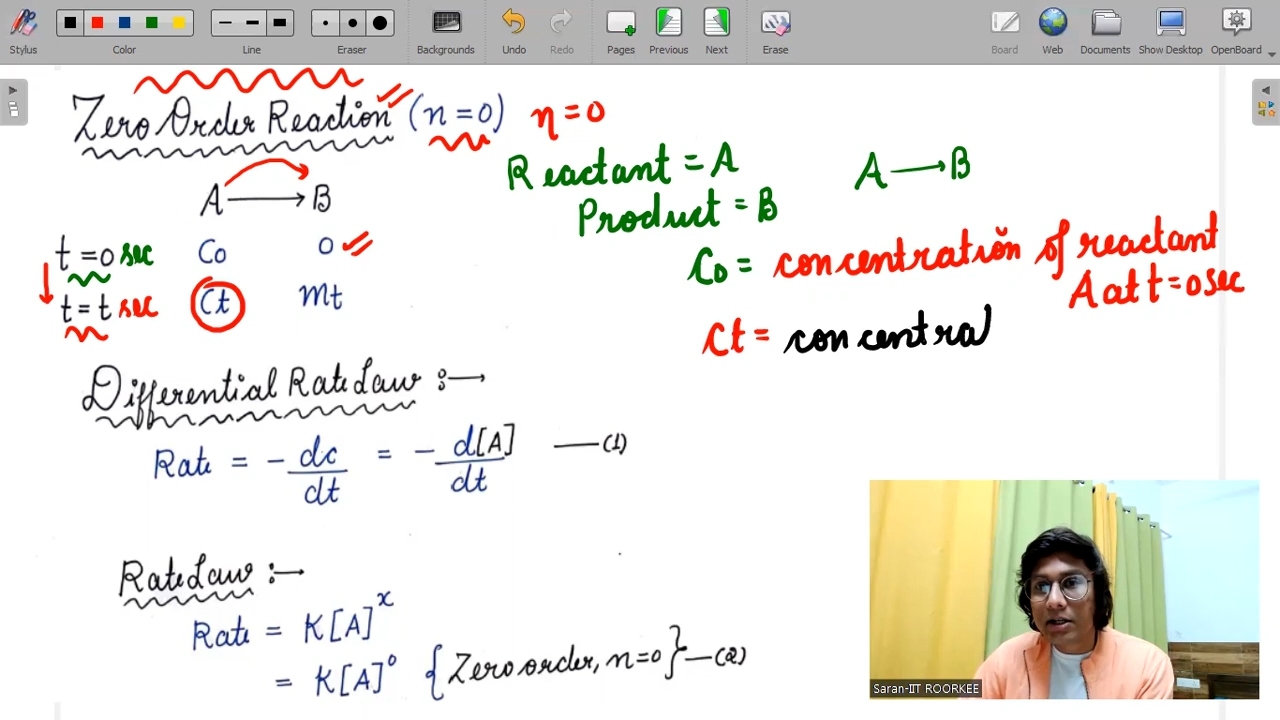 Stylus
Color
Line
Eraser
Backgrounds
Undo
Redo
Pages
Previous
Next
Erase
Board
Web
Documents
Show Desktop
OpenBoard
Zero Order Reaction (n=0) n=0
A → B
t=0 sec Co 0
t=t sec Ct Mt
Reactant = A
Product = B
A → B
Co = concentration of reactant
A at t=0 sec
Ct = concentra
Differential Rate Law :→
Rate = - dc/dt = - d[A]/dt —(1)
Rate Law :→
Rate = K[A]^x
= K[A]^0 {Zero order, n=0} —(2)
Saran-IIT ROORKEE